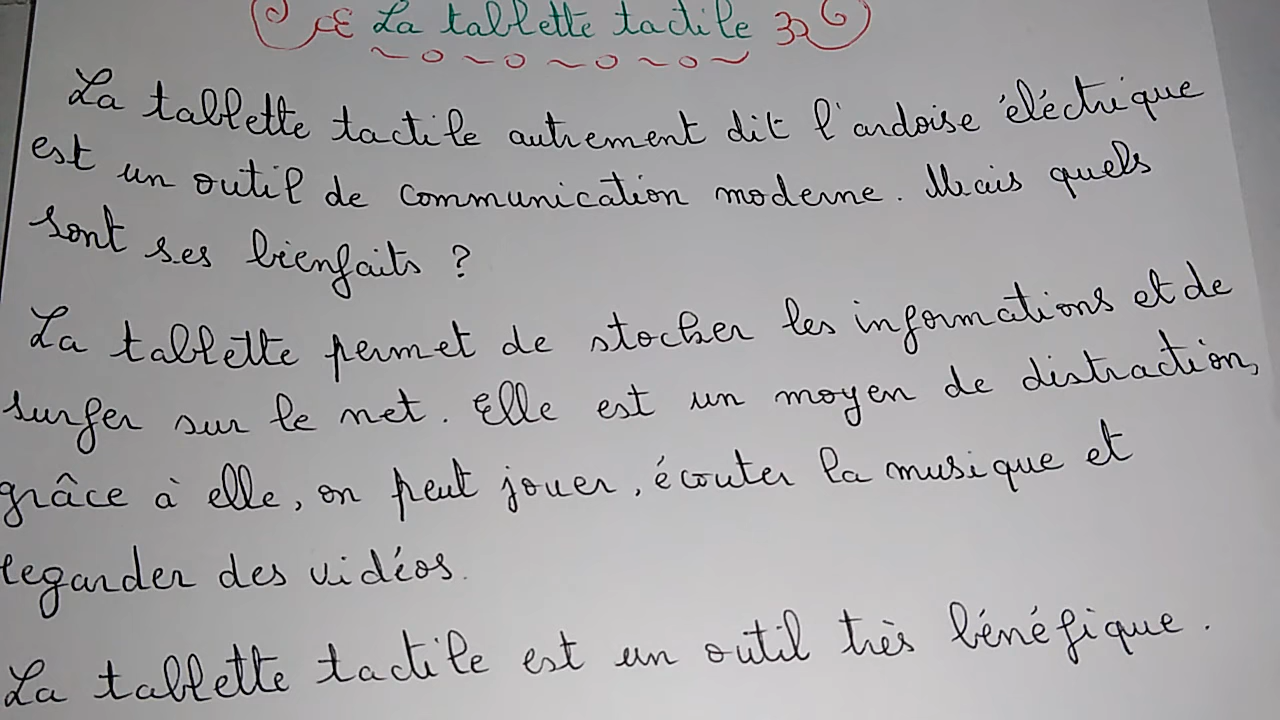 La tablette tactile
La tablette tactile autrement dit l'ardoise éléctrique
est un outil de communication moderne. Mais quels
sont ses bienfaits ?
La tablette permet de stocker les informations et de
surfer sur le net. Elle est un moyen de distraction,
grâce à elle, on peut jouer, écouter la musique et
regarder des vidéos.
La tablette tactile est un outil très bénéfique.